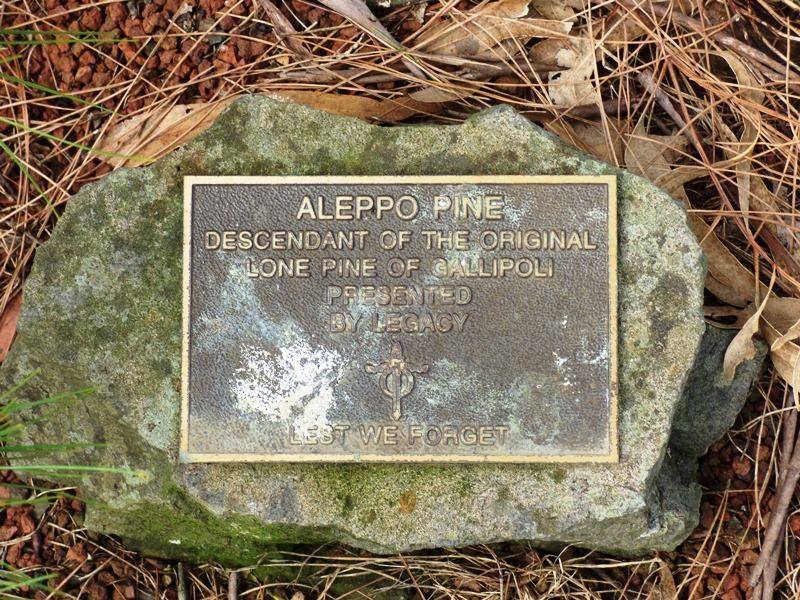 ALEPPO PINE
DESCENDANT OF THE ORIGINAL
LONE PINE OF GALLIPOLI
PRESENTED
BY LEGACY
LEST WE FORGET